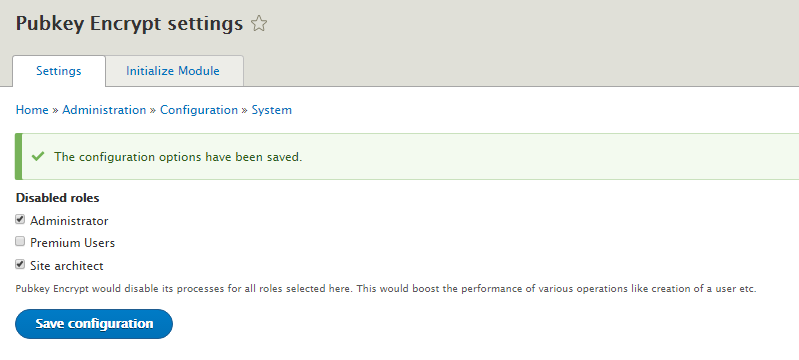 Pubkey Encrypt settings
Settings
Initialize Module
Home » Administration » Configuration » System
The configuration options have been saved.
Disabled roles
Administrator
Premium Users
Site architect
Pubkey Encrypt would disable its processes for all roles selected here. This would boost the performance of various operations like creation of a user etc.
Save configuration